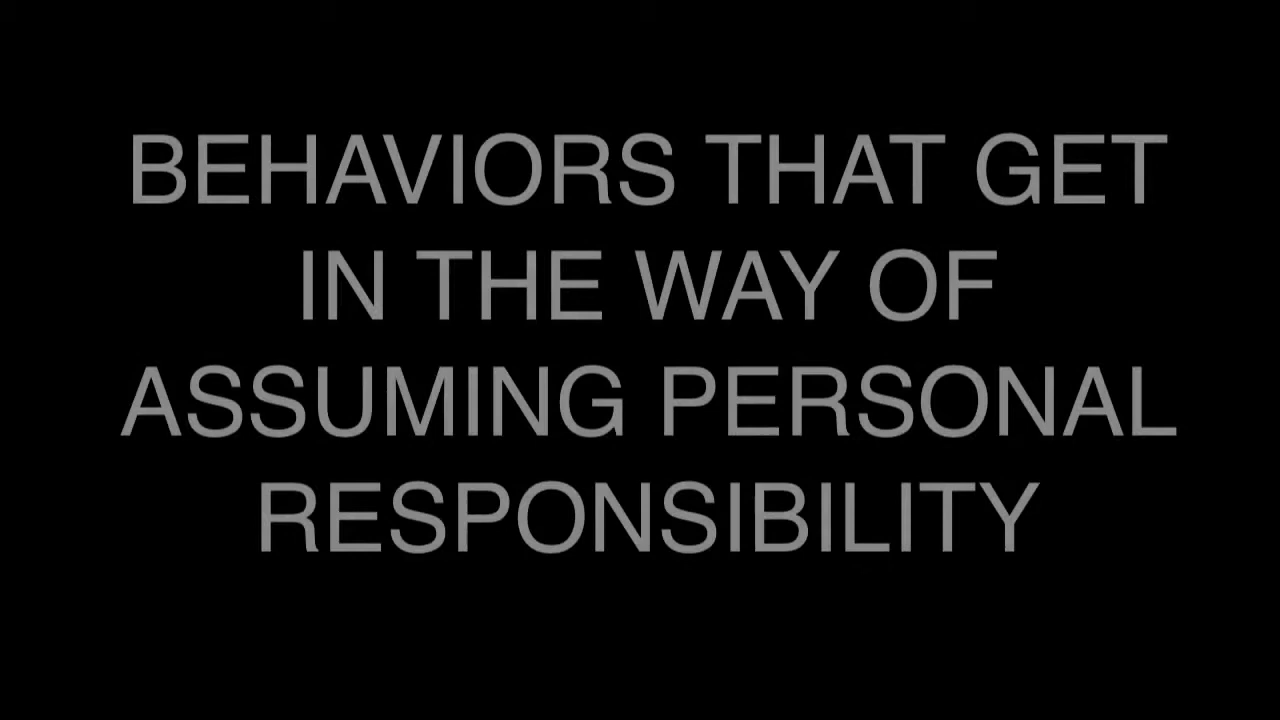 BEHAVIORS THAT GET
IN THE WAY OF
ASSUMING PERSONAL
RESPONSIBILITY